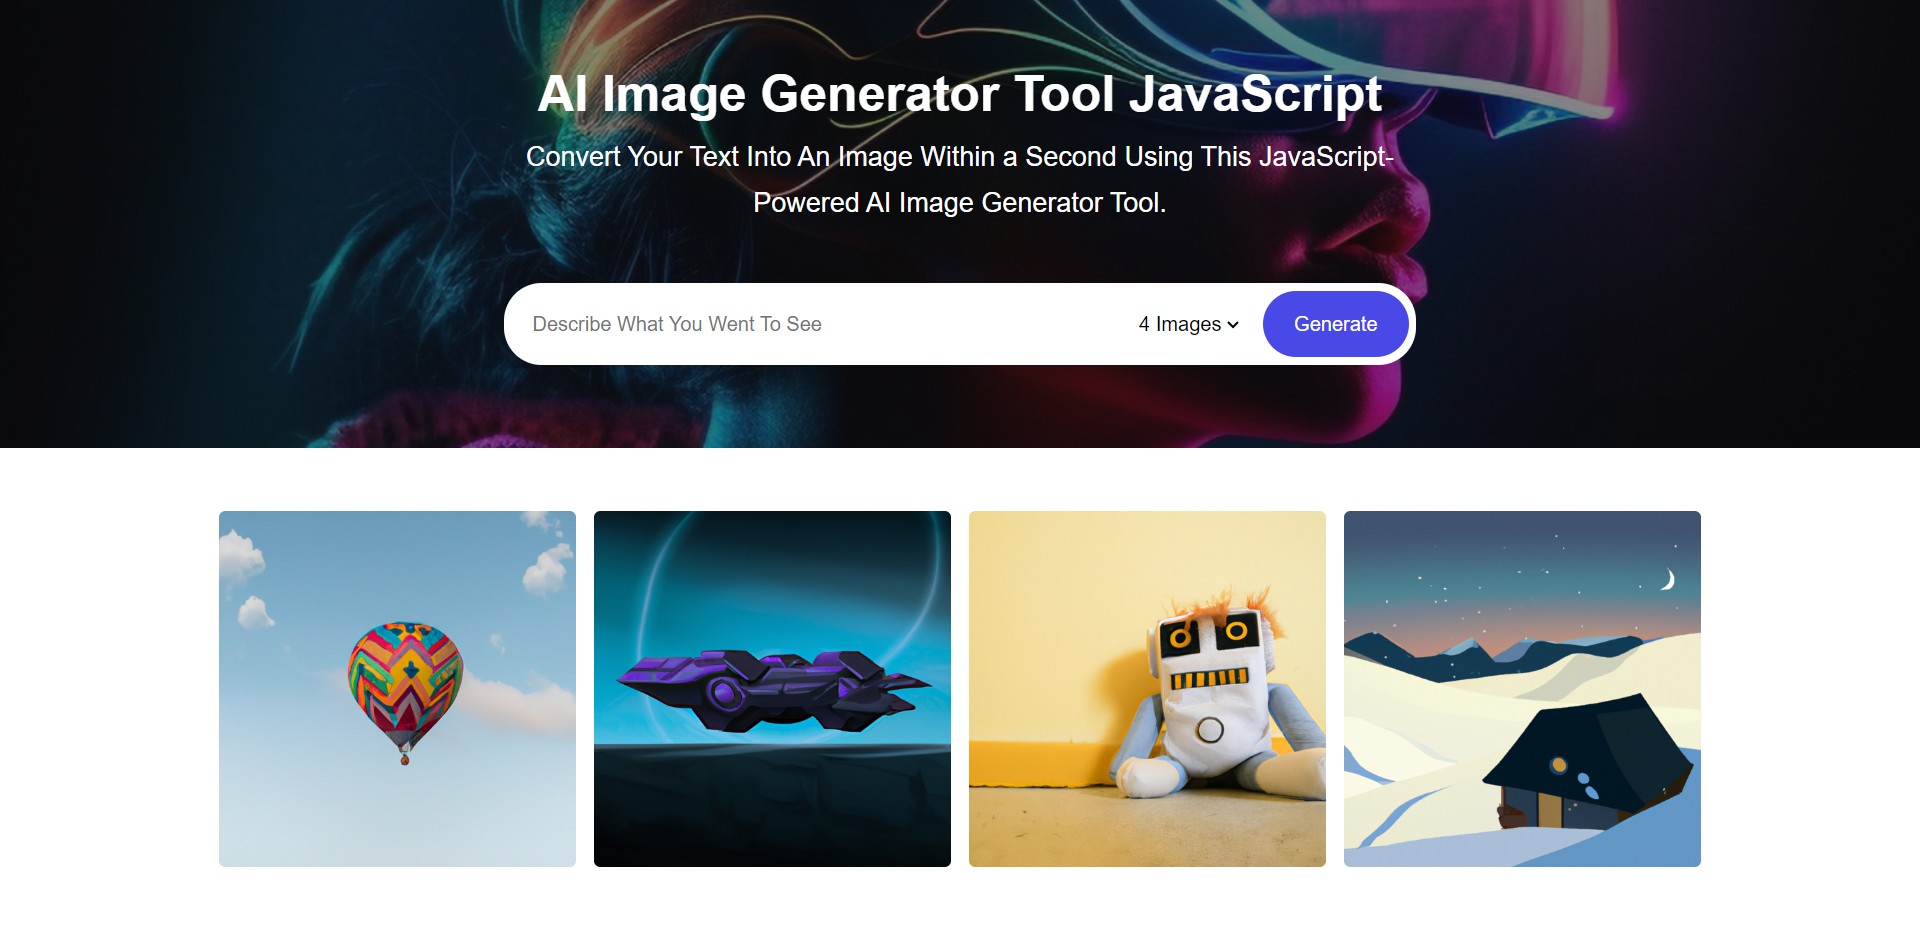 AI Image Generator Tool JavaScript
Convert Your Text Into An Image Within a Second Using This JavaScript-
Powered AI Image Generator Tool.
Describe What You Went To See
4 Images
Generate